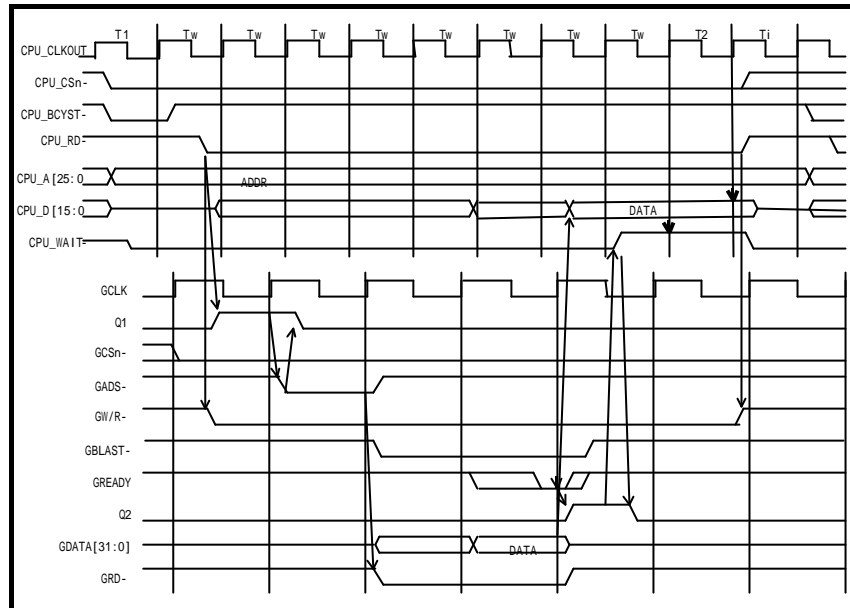 T1 Tw Tw Tw Tw Tw Tw Tw Tw T2 Ti
CPU_CLKOUT
CPU_CSn-
CPU_BCYST-
CPU_RD-
CPU_A[25:0
ADDR
CPU_D[15:0
DATA
CPU_WAIT-
GCLK
Q1
GCSn-
GADS-
GW/R-
GBLAST-
GREADY
Q2
GDATA[31:0]
DATA
GRD-